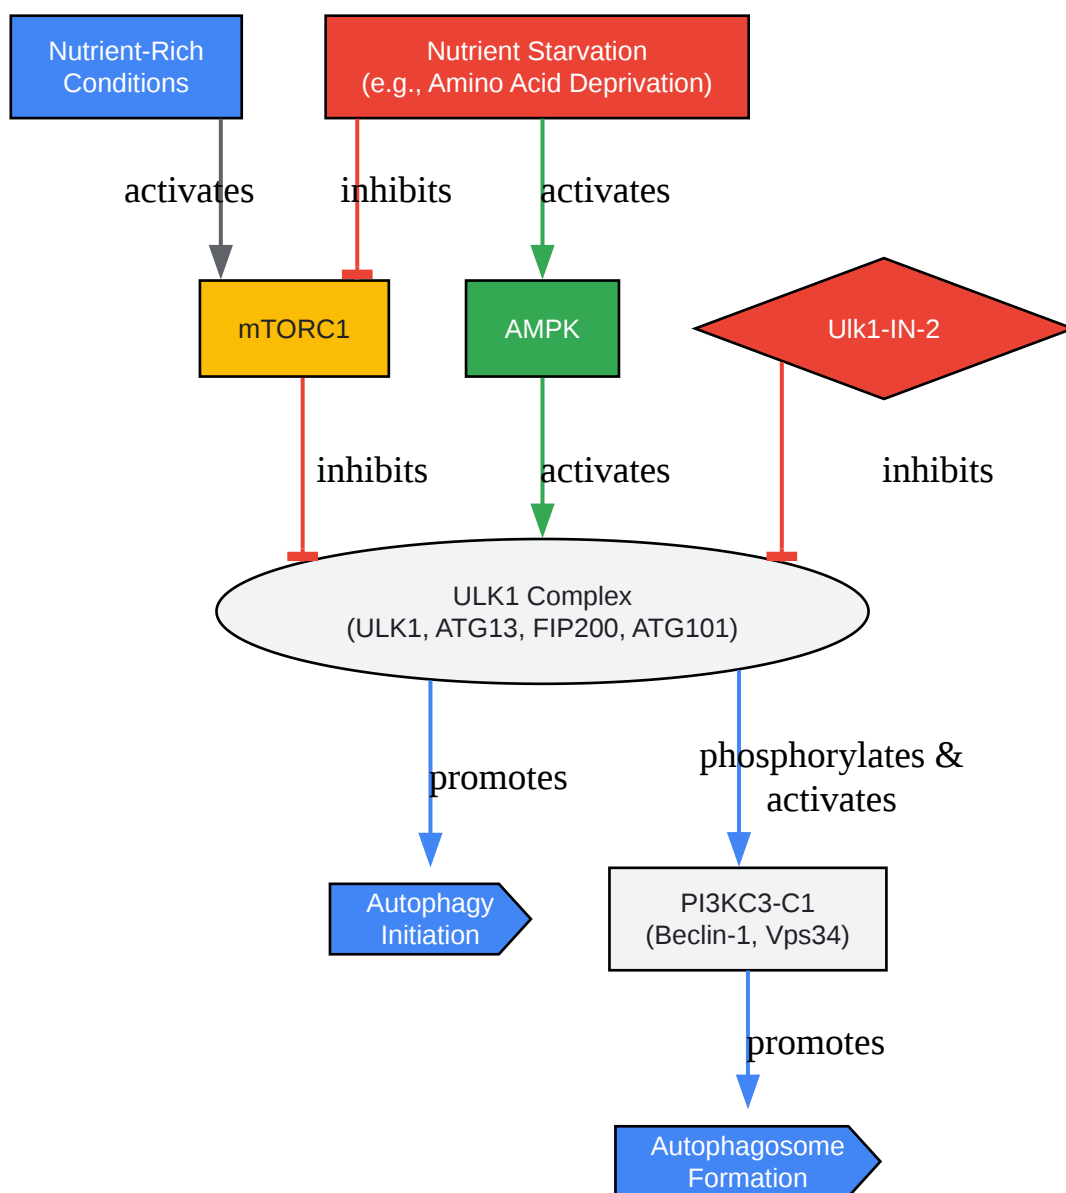 Nutrient-Rich
Conditions
Nutrient Starvation
(e.g., Amino Acid Deprivation)
activates
inhibits
activates
mTORC1
AMPK
Ulk1-IN-2
inhibits
activates
inhibits
ULK1 Complex
(ULK1, ATG13, FIP200, ATG101)
promotes
phosphorylates &
activates
Autophagy
Initiation
PI3KC3-C1
(Beclin-1, Vps34)
promotes
Autophagosome
Formation